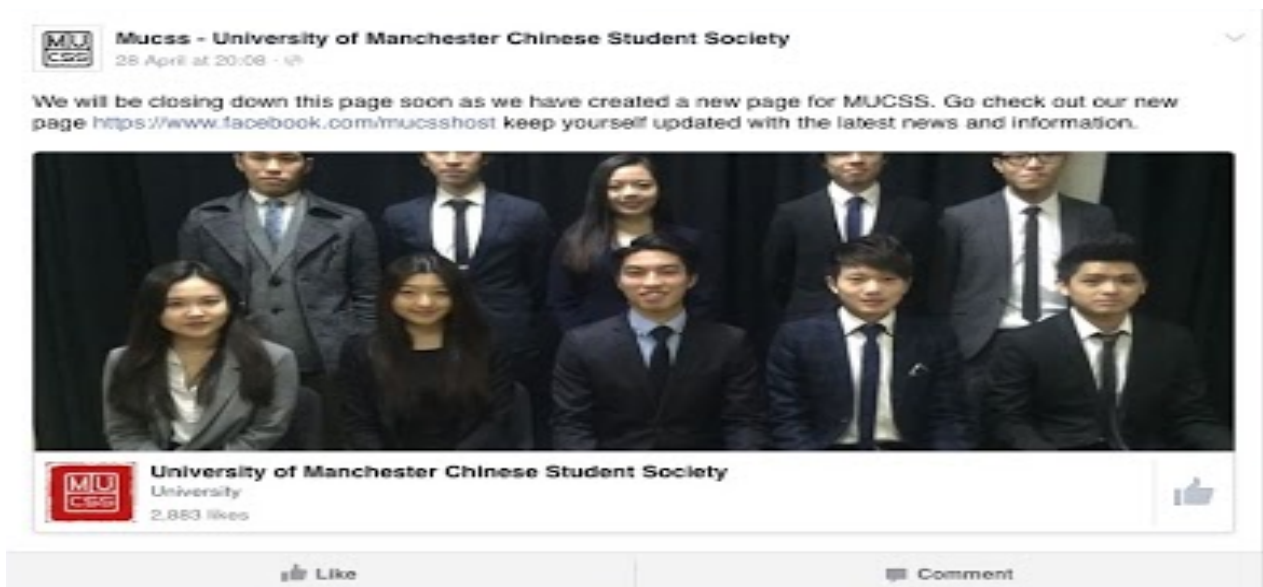 MU
CSS
Mucss - University of Manchester Chinese Student Society
28 April at 20:08
We will be closing down this page soon as we have created a new page for MUCSS. Go check out our new
page https://www.facebook.com/mucsshost keep yourself updated with the latest news and information.
MU
CSS
University of Manchester Chinese Student Society
University
2,883 likes
Like
Comment